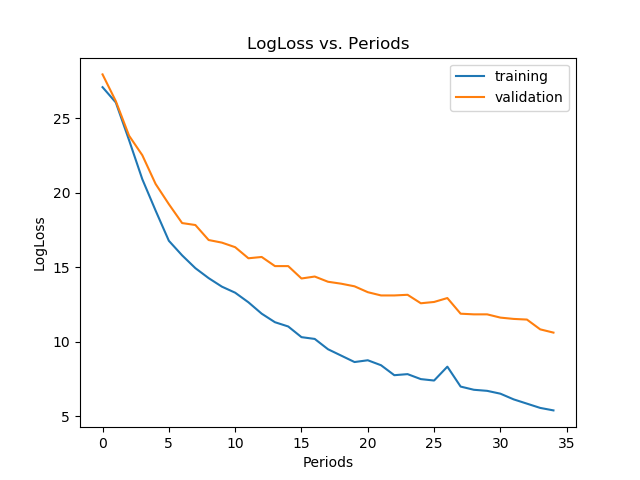 LogLoss vs. Periods
training
validation
25
20
15
10
5
LogLoss
0 5 10 15 20 25 30 35
Periods